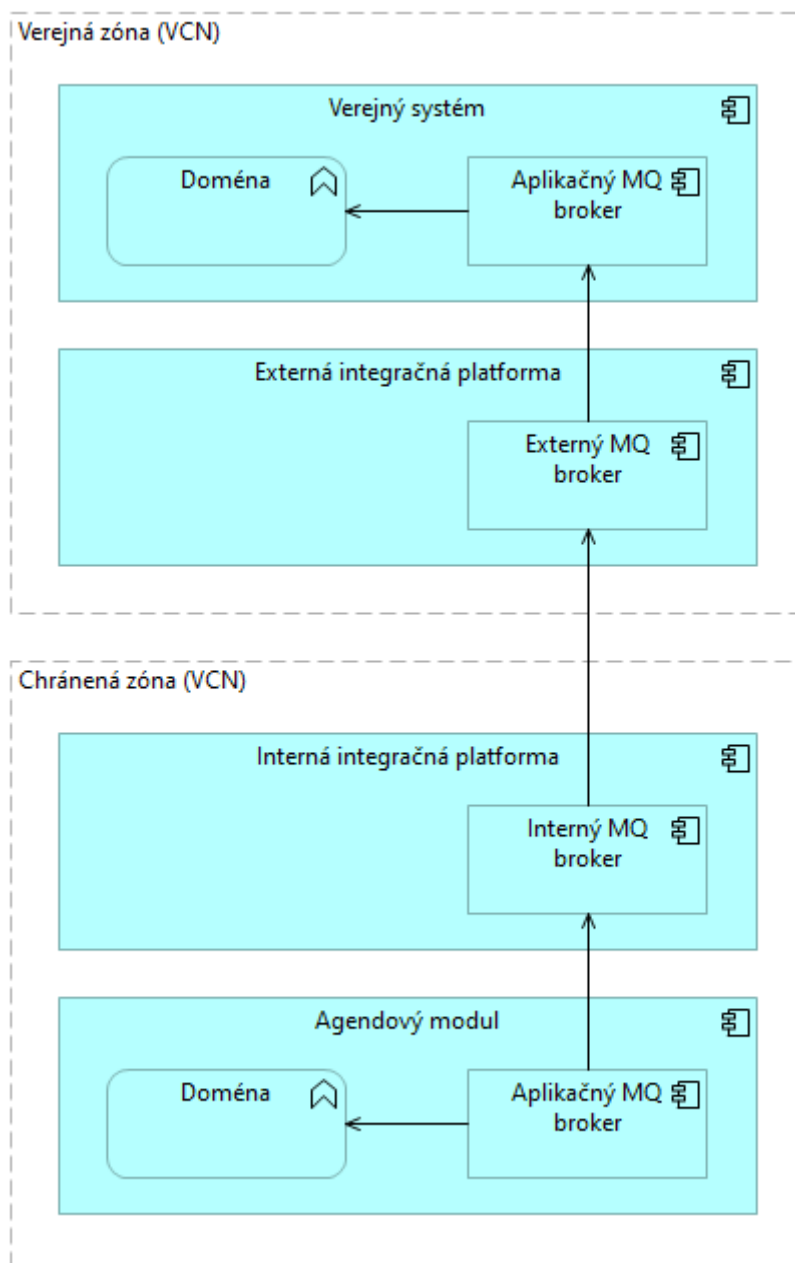 Verejná zóna (VCN)
Verejný systém
Doména
Aplikačný MQ
broker
Externá integračná platforma
Externý MQ
broker
Chránená zóna (VCN)
Interná integračná platforma
Interný MQ
broker
Agendový modul
Doména
Aplikačný MQ
broker